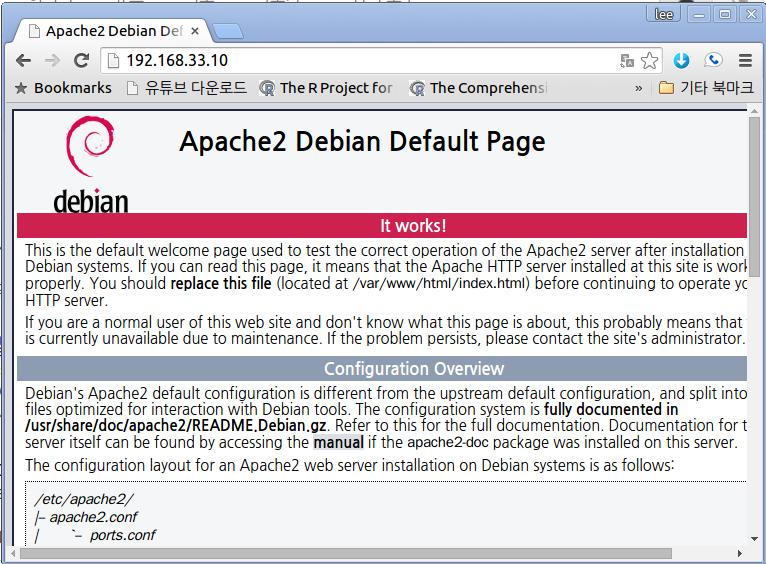 lee
Apache2 Debian Def
192.168.33.10
Bookmarks 유튜브 다운로드 The R Project for The Comprehensi » 기타 북마크
debian
Apache2 Debian Default Page
It works!
This is the default welcome page used to test the correct operation of the Apache2 server after installation
Debian systems. If you can read this page, it means that the Apache HTTP server installed at this site is work
properly. You should replace this file (located at /var/www/html/index.html) before continuing to operate yo
HTTP server.
If you are a normal user of this web site and don't know what this page is about, this probably means that
is currently unavailable due to maintenance. If the problem persists, please contact the site's administrator.
Configuration Overview
Debian's Apache2 default configuration is different from the upstream default configuration, and split into
files optimized for interaction with Debian tools. The configuration system is fully documented in
/usr/share/doc/apache2/README.Debian.gz. Refer to this for the full documentation. Documentation for t
server itself can be found by accessing the manual if the apache2-doc package was installed on this server.
The configuration layout for an Apache2 web server installation on Debian systems is as follows:
/etc/apache2/
|-- apache2.conf
| `-- ports.conf